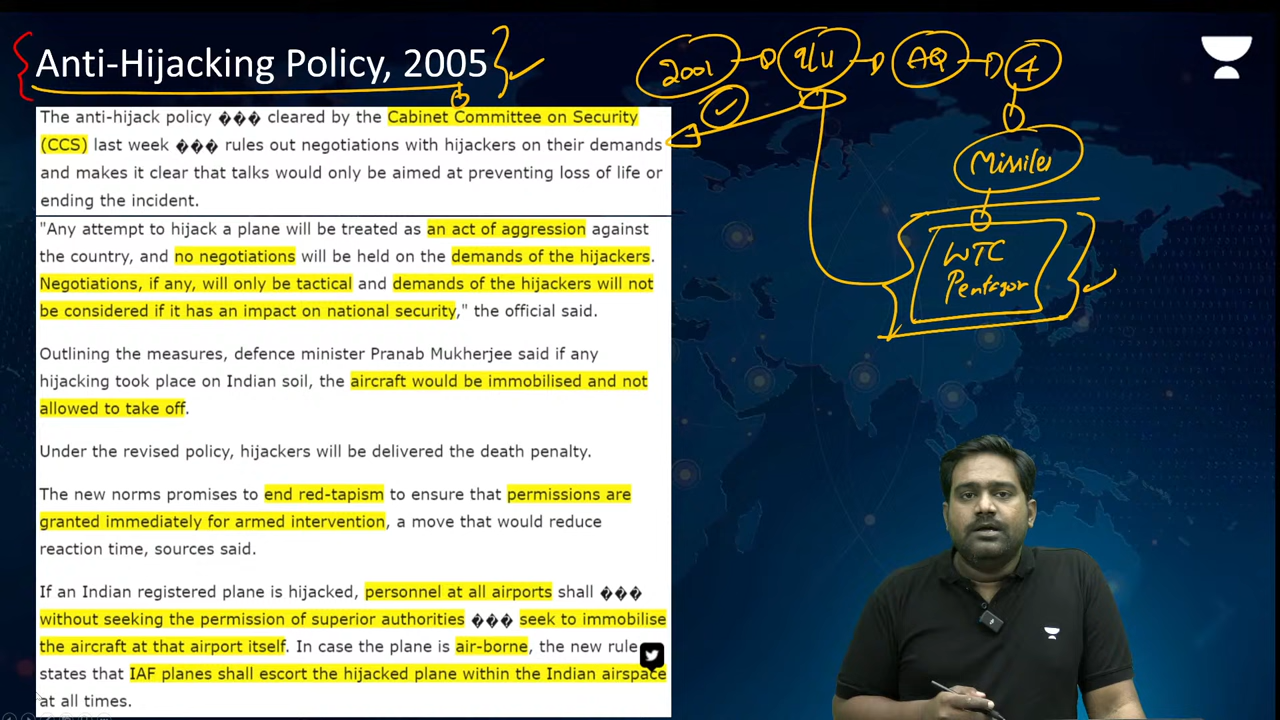 Anti-Hijacking Policy, 2005
2001
9/11
AQ
4
Missiles
WTC
Pentagon
The anti-hijack policy ��� cleared by the Cabinet Committee on Security
(CCS) last week ��� rules out negotiations with hijackers on their demands
and makes it clear that talks would only be aimed at preventing loss of life or
ending the incident.
"Any attempt to hijack a plane will be treated as an act of aggression against
the country, and no negotiations will be held on the demands of the hijackers.
Negotiations, if any, will only be tactical and demands of the hijackers will not
be considered if it has an impact on national security," the official said.
Outlining the measures, defence minister Pranab Mukherjee said if any
hijacking took place on Indian soil, the aircraft would be immobilised and not
allowed to take off.
Under the revised policy, hijackers will be delivered the death penalty.
The new norms promises to end red-tapism to ensure that permissions are
granted immediately for armed intervention, a move that would reduce
reaction time, sources said.
If an Indian registered plane is hijacked, personnel at all airports shall ���
without seeking the permission of superior authorities ��� seek to immobilise
the aircraft at that airport itself. In case the plane is air-borne, the new rule
states that IAF planes shall escort the hijacked plane within the Indian airspace
at all times.